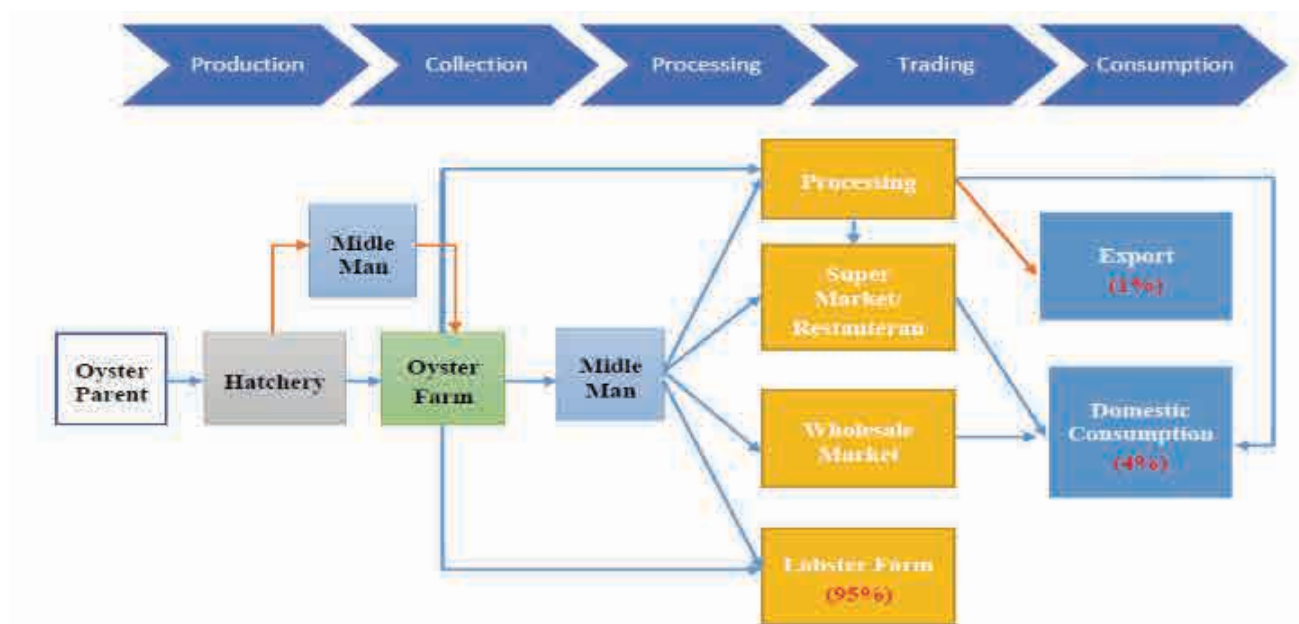 Production
Collection
Processing
Trading
Consumption
Processing
Midle
Man
Export
(1%)
Super
Market/
Restauteran
Oyster
Parent
Hatchery
Oyster
Farm
Midle
Man
Domestic
Consumption
(4%)
Wholesale
Market
Lobster Farm
(95%)